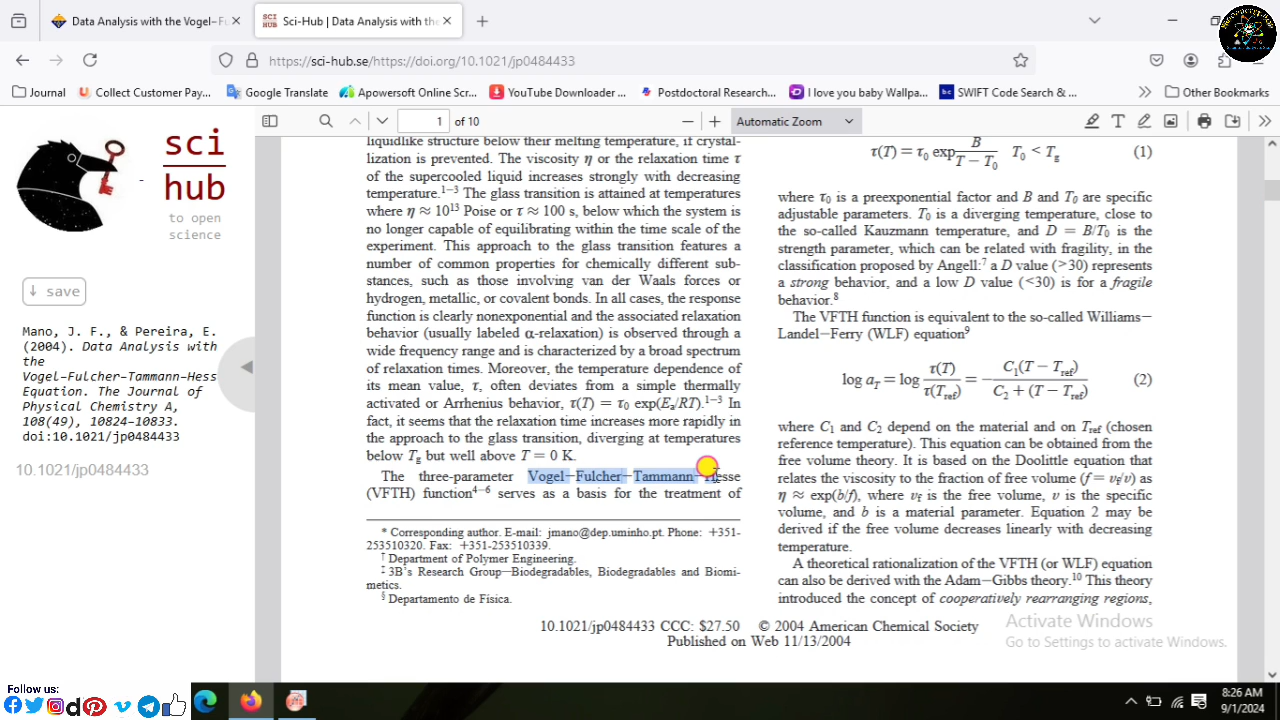 Data Analysis with the Vogel–Fu
Sci-Hub | Data Analysis with the
https://sci-hub.se/https://doi.org/10.1021/jp0484433
Journal
Collect Customer Pay...
Google Translate
Apowersoft Online Scr...
YouTube Downloader ...
Postdoctoral Research...
I love you baby Wallpa...
SWIFT Code Search & ...
Other Bookmarks
1 of 10
Automatic Zoom
sci
hub
to open
science
↓ save
Mano, J. F., & Pereira, E.
(2004). Data Analysis with
the
Vogel−Fulcher−Tammann−Hess
Equation. The Journal of
Physical Chemistry A,
108(49), 10824–10833.
doi:10.1021/jp0484433
10.1021/jp0484433
liquidlike structure below their melting temperature, if crystal-
lization is prevented. The viscosity η or the relaxation time τ
of the supercooled liquid increases strongly with decreasing
temperature.1−3 The glass transition is attained at temperatures
where η ≈ 10^13 Poise or τ ≈ 100 s, below which the system is
no longer capable of equilibrating within the time scale of the
experiment. This approach to the glass transition features a
number of common properties for chemically different sub-
stances, such as those involving van der Waals forces or
hydrogen, metallic, or covalent bonds. In all cases, the response
function is clearly nonexponential and the associated relaxation
behavior (usually labeled α-relaxation) is observed through a
wide frequency range and is characterized by a broad spectrum
of relaxation times. Moreover, the temperature dependence of
its mean value, τ, often deviates from a simple thermally
activated or Arrhenius behavior, τ(T) = τ0 exp(Ea/RT).1−3 In
fact, it seems that the relaxation time increases more rapidly in
the approach to the glass transition, diverging at temperatures
below Tg but well above T = 0 K.
The three-parameter Vogel−Fulcher−Tammann−Hesse
(VFTH) function4−6 serves as a basis for the treatment of
* Corresponding author. E-mail: jmano@dep.uminho.pt. Phone: +351-
253510320. Fax: +351-253510339.
† Department of Polymer Engineering.
‡ 3B's Research Group—Biodegradables, Biodegradables and Biomi-
metics.
§ Departamento de Física.
τ(T) = τ0 exp B/(T − T0)   T0 < Tg   (1)
where τ0 is a preexponential factor and B and T0 are specific
adjustable parameters. T0 is a diverging temperature, close to
the so-called Kauzmann temperature, and D = B/T0 is the
strength parameter, which can be related with fragility, in the
classification proposed by Angell:7 a D value (>30) represents
a strong behavior, and a low D value (<30) is for a fragile
behavior.8
The VFTH function is equivalent to the so-called Williams−
Landel−Ferry (WLF) equation9
log aT = log τ(T)/τ(Tref) = − C1(T − Tref)/(C2 + (T − Tref))   (2)
where C1 and C2 depend on the material and on Tref (chosen
reference temperature). This equation can be obtained from the
free volume theory. It is based on the Doolittle equation that
relates the viscosity to the fraction of free volume (f = vf/v) as
η ≈ exp(b/f), where vf is the free volume, v is the specific
volume, and b is a material parameter. Equation 2 may be
derived if the free volume decreases linearly with decreasing
temperature.
A theoretical rationalization of the VFTH (or WLF) equation
can also be derived with the Adam−Gibbs theory.10 This theory
introduced the concept of cooperatively rearranging regions,
10.1021/jp0484433 CCC: $27.50 © 2004 American Chemical Society
Published on Web 11/13/2004
Activate Windows
Go to Settings to activate Windows.
Follow us:
8:26 AM
9/1/2024